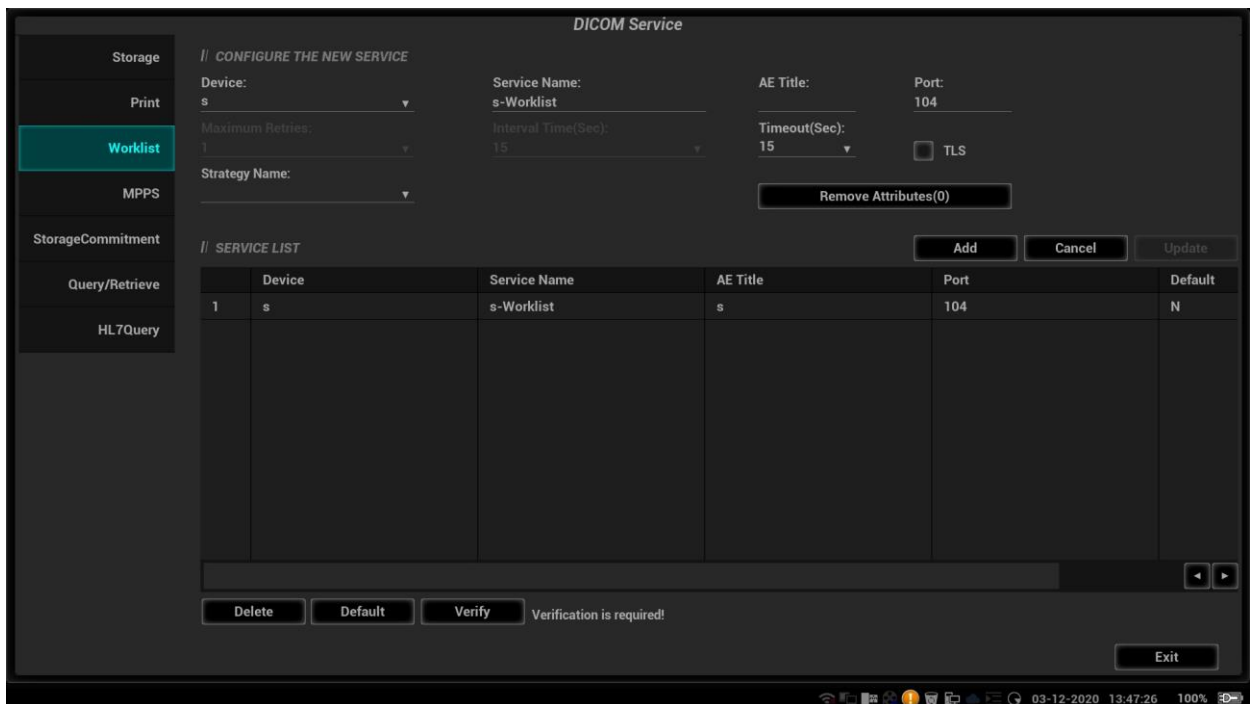 DICOM Service
Storage
Print
Worklist
MPPS
StorageCommitment
Query/Retrieve
HL7Query
// CONFIGURE THE NEW SERVICE
Device: Service Name: AE Title: Port:
s s-Worklist 104
Maximum Retries: Interval Time(Sec): Timeout(Sec):
1 15 15 TLS
Strategy Name:
Remove Attributes(0)
// SERVICE LIST Add Cancel Update
Device Service Name AE Title Port Default
1 s s-Worklist s 104 N
Delete Default Verify Verification is required!
Exit
03-12-2020 13:47:26 100%